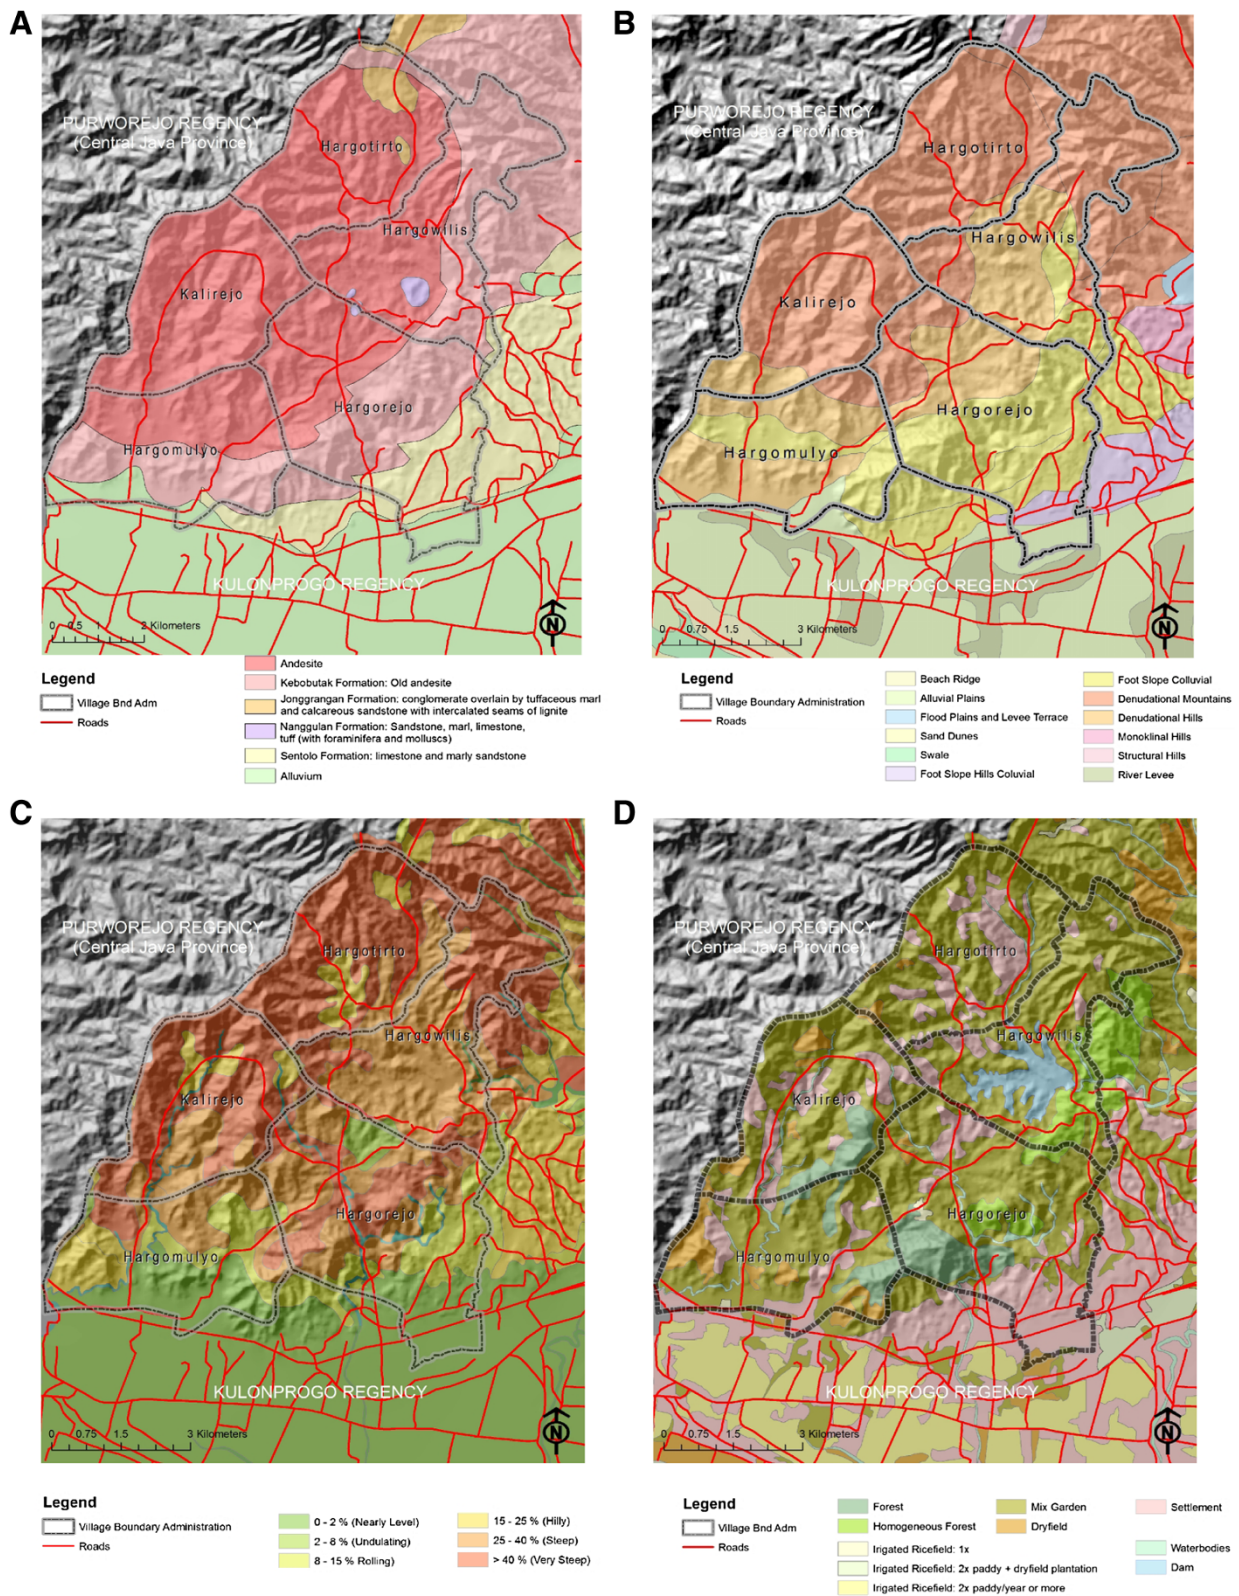 A
PURWOREJO REGENCY
(Central Java Province)
Hargotirto
Hargowilis
Kalirejo
Hargorejo
Hargomulyo
KULONPROGO REGENCY
0 0.5 1 2 Kilometers
N
Legend
Village Bnd Adm
Roads
Andesite
Kebobutak Formation: Old andesite
Jonggrangan Formation: conglomerate overlain by tuffaceous marl
and calcareous sandstone with intercalated seams of lignite
Nanggulan Formation: Sandstone, marl, limestone,
tuff (with foraminifera and molluscs)
Sentolo Formation: limestone and marly sandstone
Alluvium
B
PURWOREJO REGENCY
(Central Java Province)
Hargotirto
Hargowilis
Kalirejo
Hargorejo
Hargomulyo
KULONPROGO REGENCY
0 0.75 1.5 3 Kilometers
N
Legend
Village Boundary Administration
Roads
Beach Ridge
Alluvial Plains
Flood Plains and Levee Terrace
Sand Dunes
Swale
Foot Slope Hills Coluvial
Foot Slope Colluvial
Denudational Mountains
Denudational Hills
Monoklinal Hills
Structural Hills
River Levee
C
PURWOREJO REGENCY
(Central Java Province)
Hargotirto
Hargowilis
Kalirejo
Hargorejo
Hargomulyo
KULONPROGO REGENCY
0 0.75 1.5 3 Kilometers
N
Legend
Village Boundary Administration
Roads
0 - 2 % (Nearly Level)
2 - 8 % (Undulating)
8 - 15 % Rolling)
15 - 25 % (Hilly)
25 - 40 % (Steep)
> 40 % (Very Steep)
D
PURWOREJO REGENCY
(Central Java Province)
Hargotirto
Hargowilis
Kalirejo
Hargorejo
Hargomulyo
KULONPROGO REGENCY
0 0.75 1.5 3 Kilometers
N
Legend
Village Bnd Adm
Roads
Forest
Homogeneous Forest
Irigated Ricefield: 1x
Irigated Ricefield: 2x paddy + dryfield plantation
Irigated Ricefield: 2x paddy/year or more
Mix Garden
Dryfield
Settlement
Waterbodies
Dam